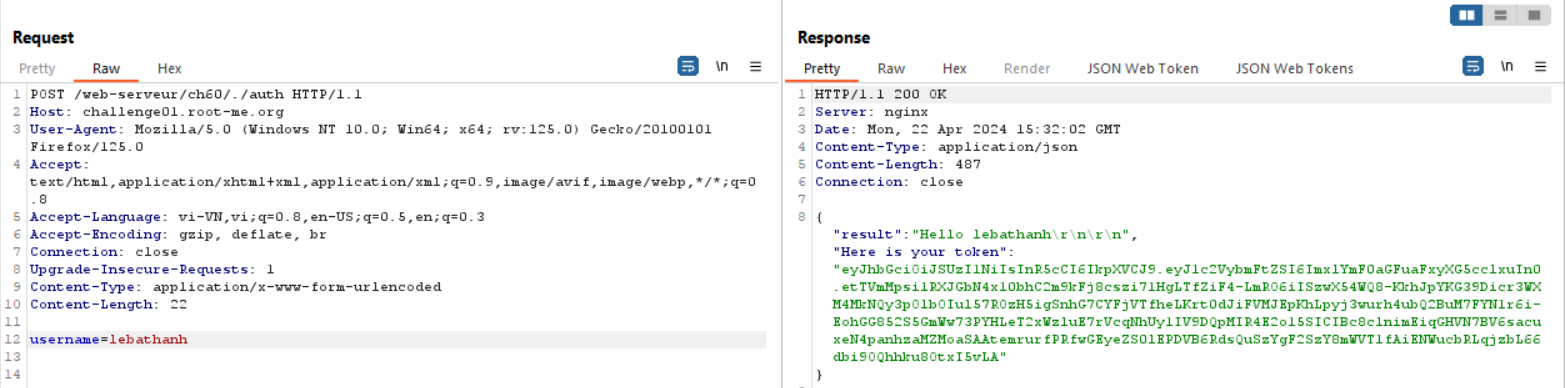 Request
Pretty Raw Hex \n
1 POST /web-serveur/ch60/./auth HTTP/1.1
2 Host: challenge01.root-me.org
3 User-Agent: Mozilla/5.0 (Windows NT 10.0; Win64; x64; rv:125.0) Gecko/20100101
Firefox/125.0
4 Accept:
text/html,application/xhtml+xml,application/xml;q=0.9,image/avif,image/webp,*/*;q=0
.8
5 Accept-Language: vi-VN,vi;q=0.8,en-US;q=0.5,en;q=0.3
6 Accept-Encoding: gzip, deflate, br
7 Connection: close
8 Upgrade-Insecure-Requests: 1
9 Content-Type: application/x-www-form-urlencoded
10 Content-Length: 22
11
12 username=lebathanh
13
14
Response
Pretty Raw Hex Render JSON Web Token JSON Web Tokens \n
1 HTTP/1.1 200 OK
2 Server: nginx
3 Date: Mon, 22 Apr 2024 15:32:02 GMT
4 Content-Type: application/json
5 Content-Length: 487
6 Connection: close
7
8 {
"result":"Hello lebathanh\r\n\r\n",
"Here is your token":
"eyJhbGciOiJSUzI1NiIsInR5cCI6IkpXVCJ9.eyJ1c2VybmFtZSI6ImxlYmF0aGFuaFxyXG5cclxuIn0
.etTVmMpsi1RXJGbN4x10bhC2m9kFj8cszi71HgLTfZiF4-LmR06iISzwX54WQ8-KkhJpYKG39Dicr3WX
M4MkNQy3p01b0Iu157R0zH5igSnhG7CYFjVTfheLKrt0dJiFVMJEpKhLpyj3wurh4ubQ2BuM7FYN1r6i-
EohGG852S5GmWw73PYHLeT2xWz1uE7rVcqNhUy1IV9DQpMIR4E2o15SICIBc8c1nimEiqGHVN7BV6sacu
xeN4panhzaMZMoaSAAtemrurfPRfwGEyeZS01EPDVB6RdsQuSzYgF2SzY8mWVT1fAiENWucbRLqjzbL66
dbi90Qhhku80txI5vLA"
}